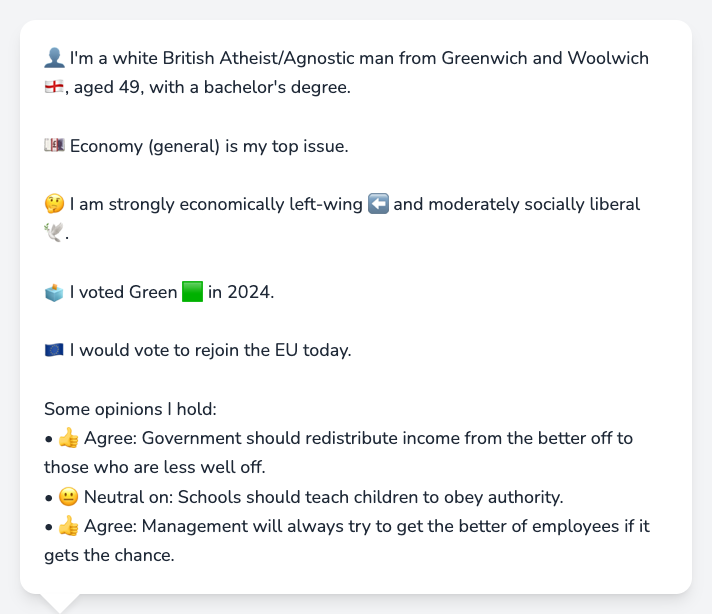 👤 I'm a white British Atheist/Agnostic man from Greenwich and Woolwich
🏴󠁧󠁢󠁥󠁮󠁧󠁿, aged 49, with a bachelor's degree.
💷 Economy (general) is my top issue.
🤔 I am strongly economically left-wing ⬅️ and moderately socially liberal
🕊️.
🗳️ I voted Green 🟩 in 2024.
🇪🇺 I would vote to rejoin the EU today.
Some opinions I hold:
• 👍 Agree: Government should redistribute income from the better off to
those who are less well off.
• 😐 Neutral on: Schools should teach children to obey authority.
• 👍 Agree: Management will always try to get the better of employees if it
gets the chance.